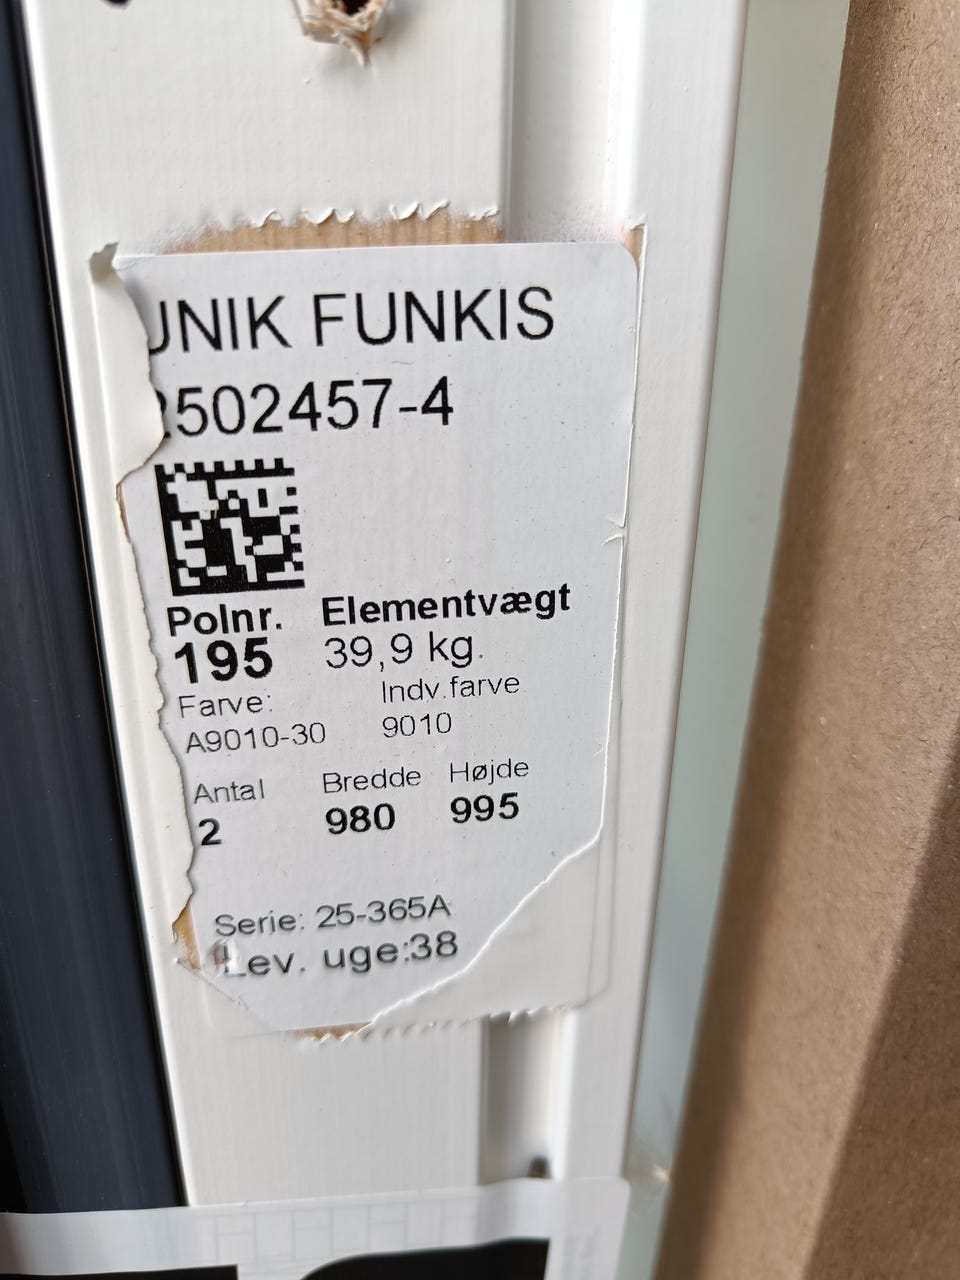 UNIK FUNKIS
2502457-4
Polnr. Elementvægt
195 39,9 kg.
Farve: Indv.farve
A9010-30 9010
Antal Bredde Højde
2 980 995
Serie: 25-365A
Lev. uge:38